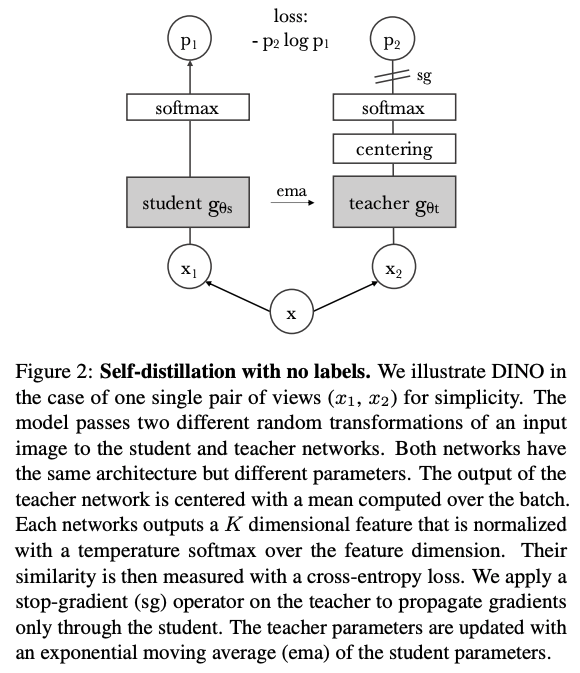 loss:
p1
- p2 log p1
p2
sg
softmax
softmax
centering
student gθs
ema
teacher gθt
x1
x2
x
Figure 2: Self-distillation with no labels. We illustrate DINO in
the case of one single pair of views (x1, x2) for simplicity. The
model passes two different random transformations of an input
image to the student and teacher networks. Both networks have
the same architecture but different parameters. The output of the
teacher network is centered with a mean computed over the batch.
Each networks outputs a K dimensional feature that is normalized
with a temperature softmax over the feature dimension. Their
similarity is then measured with a cross-entropy loss. We apply a
stop-gradient (sg) operator on the teacher to propagate gradients
only through the student. The teacher parameters are updated with
an exponential moving average (ema) of the student parameters.